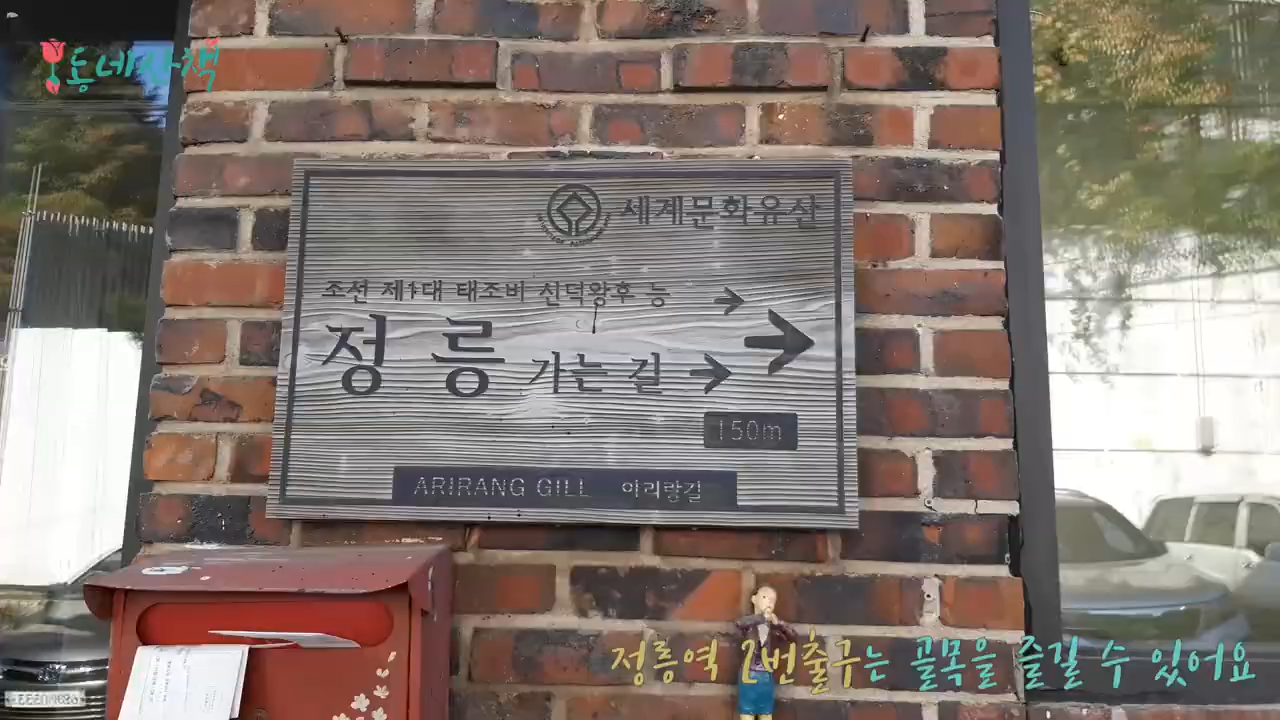 동네산책
세계문화유산
조선 제1대 태조비 신덕왕후 능 →
정릉 가는 길 →
150m
ARIRANG GILL 아리랑길
정릉역 2번출구는 골목을 즐길 수 있어요